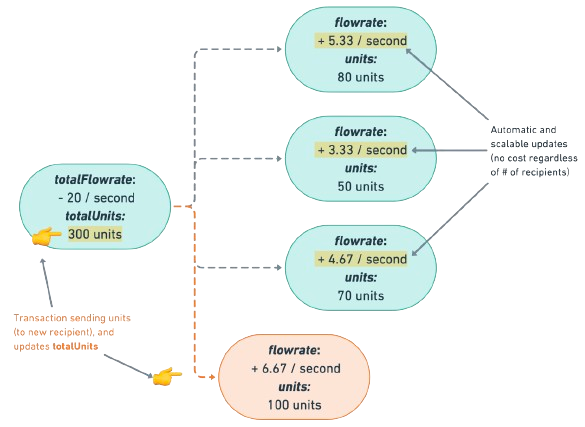 flowrate:
+ 5.33 / second
units:
80 units
flowrate:
+ 3.33 / second
units:
50 units
Automatic and
scalable updates
(no cost regardless
of # of recipients)
totalFlowrate:
- 20 / second
totalUnits:
300 units
flowrate:
+ 4.67 / second
units:
70 units
Transaction sending units
(to new recipient), and
updates totalUnits
flowrate:
+ 6.67 / second
units:
100 units